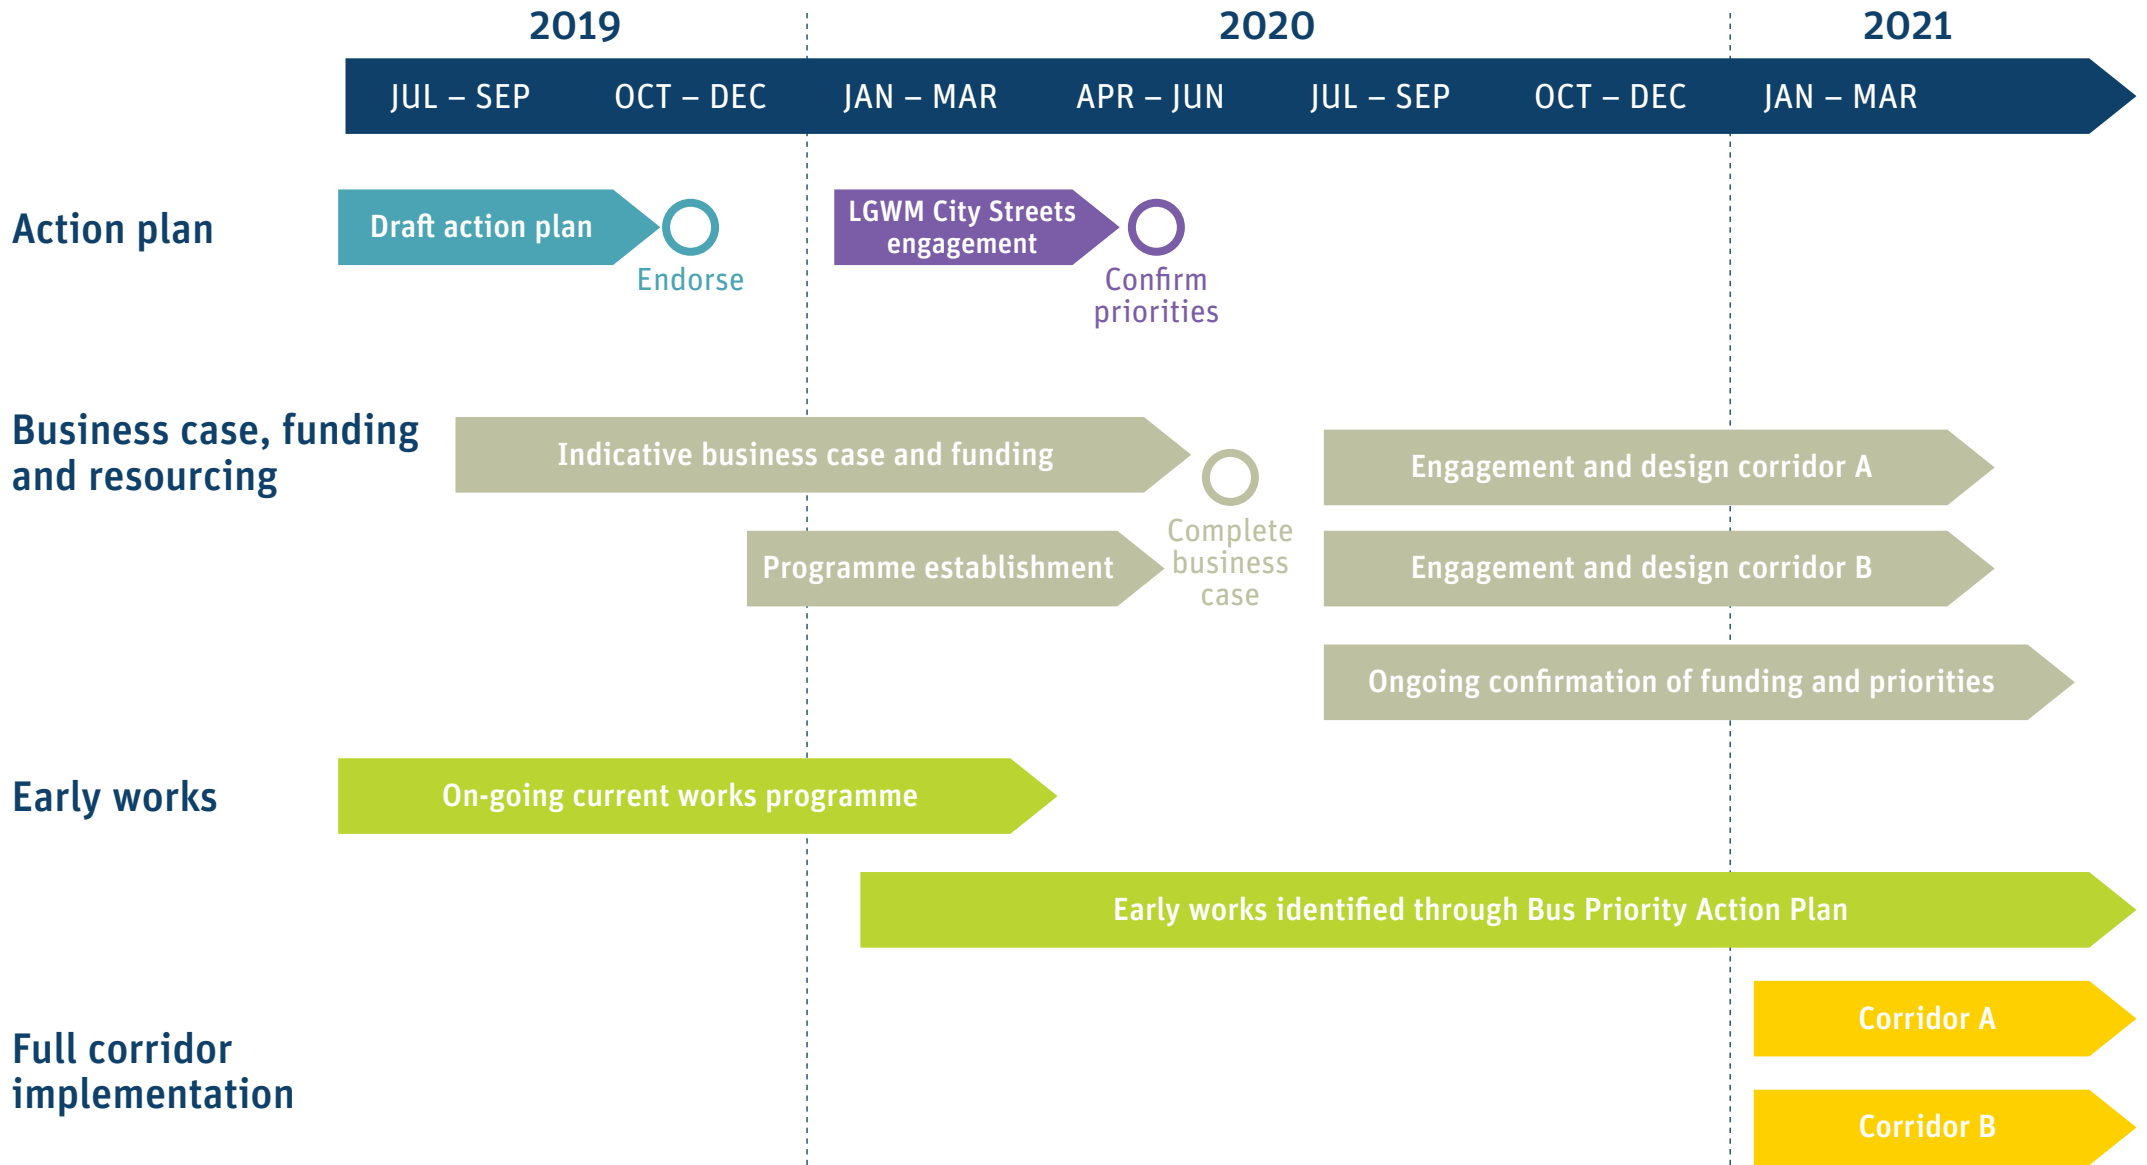 2019
2020
2021
JUL – SEP
OCT – DEC
JAN – MAR
APR – JUN
JUL – SEP
OCT – DEC
JAN – MAR
Action plan
Draft action plan
Endorse
LGWM City Streets
engagement
Confirm
priorities
Business case, funding
and resourcing
Indicative business case and funding
Programme establishment
Complete
business
case
Engagement and design corridor A
Engagement and design corridor B
Ongoing confirmation of funding and priorities
Early works
On-going current works programme
Early works identified through Bus Priority Action Plan
Full corridor
implementation
Corridor A
Corridor B